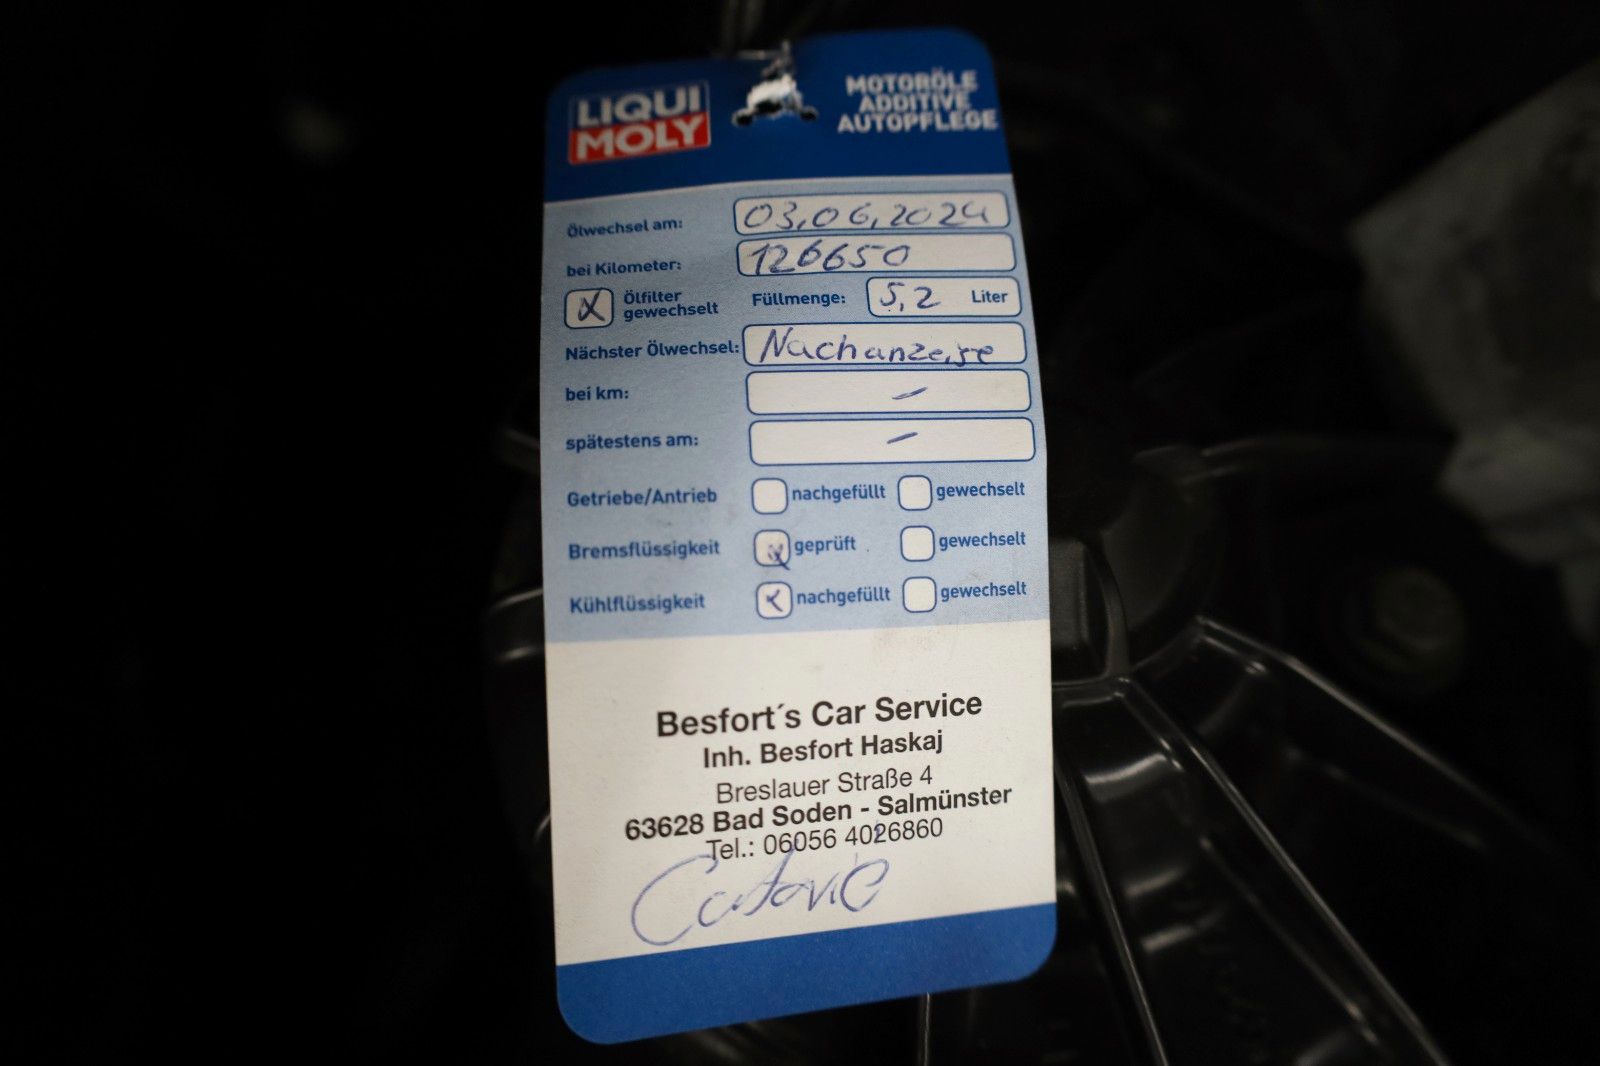 LIQUI
MOLY
MOTORÖLE
ADDITIVE
AUTOPFLEGE
Ölwechsel am: 03,06,2024
bei Kilometer: 126650
x Ölfilter
gewechselt
Füllmenge: 5,2 Liter
Nächster Ölwechsel: Nachanzeige
bei km: -
spätestens am: -
Getriebe/Antrieb nachgefüllt gewechselt
Bremsflüssigkeit x geprüft gewechselt
Kühlflüssigkeit x nachgefüllt gewechselt
Besfort´s Car Service
Inh. Besfort Haskaj
Breslauer Straße 4
63628 Bad Soden - Salmünster
Tel.: 06056 4026860